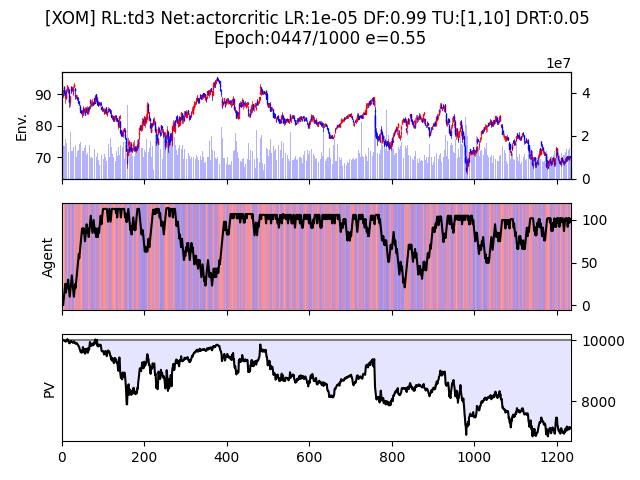 [XOM] RL:td3 Net:actorcritic LR:1e-05 DF:0.99 TU:[1,10] DRT:0.05
Epoch:0447/1000 e=0.55
1e7
Env.
90
80
70
4
2
0
Agent
100
50
0
PV
10000
8000
0 200 400 600 800 1000 1200